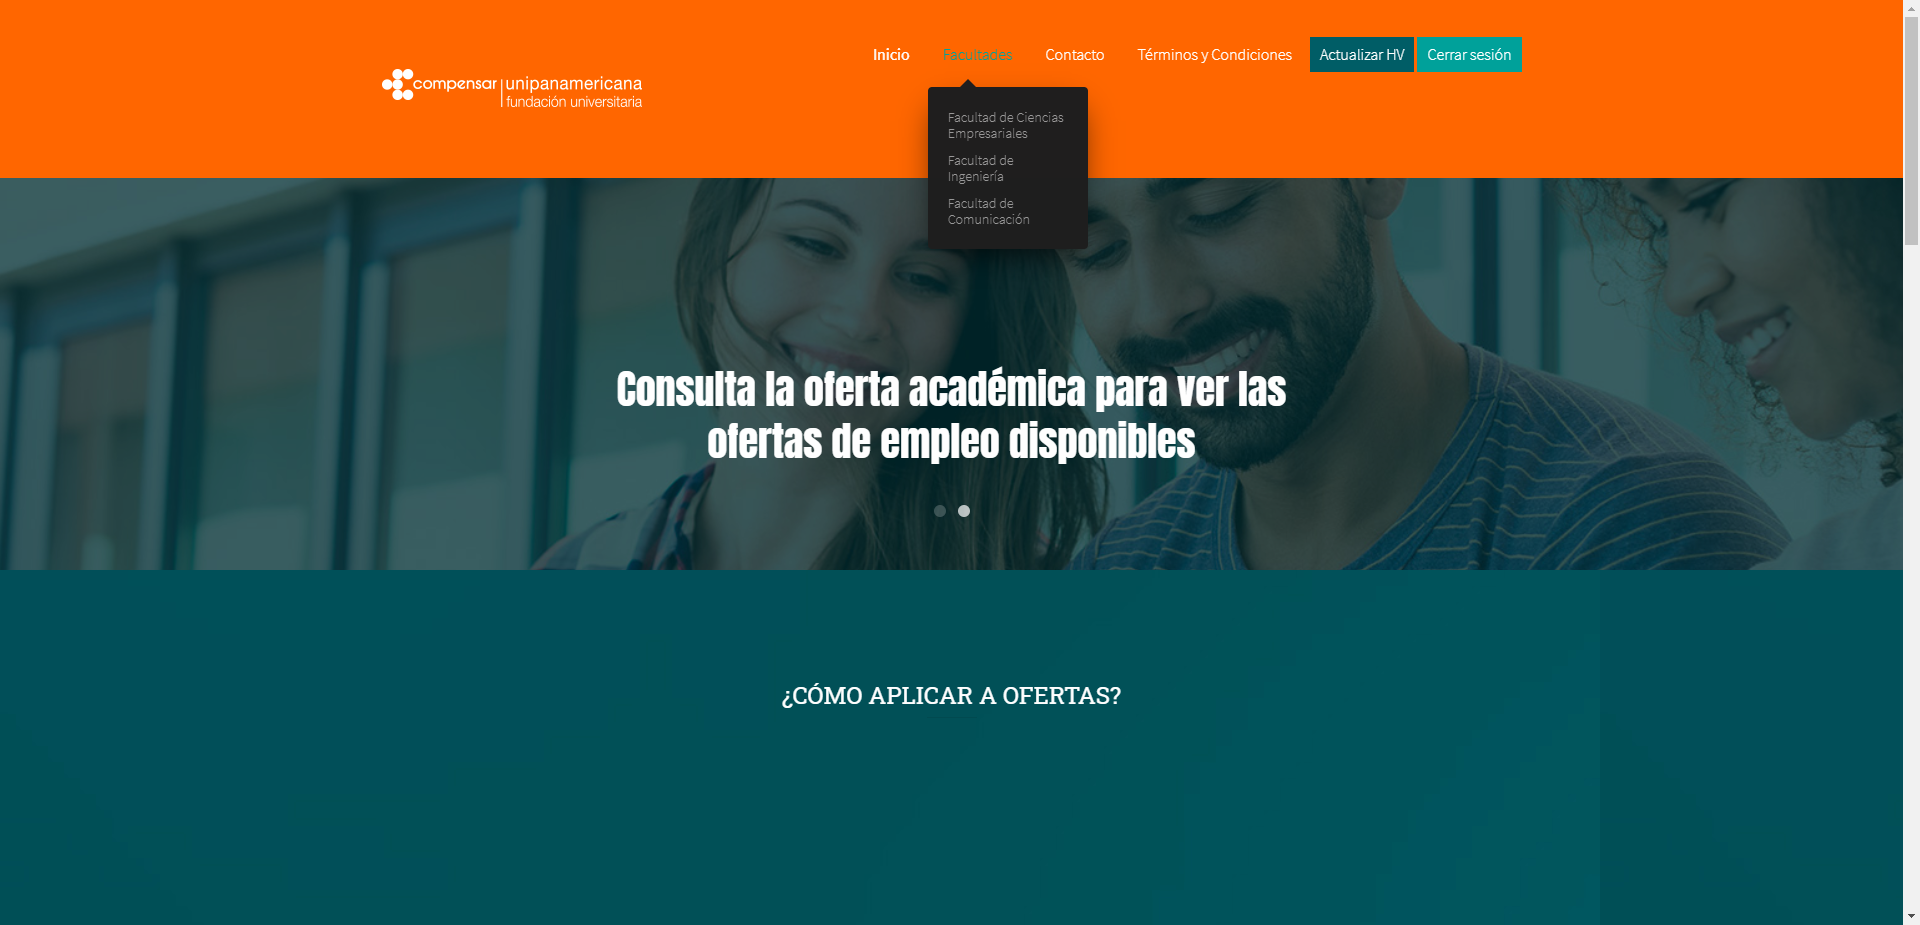 compensar
unipanamericana
fundación universitaria
Inicio
Facultades
Contacto
Términos y Condiciones
Actualizar HV
Cerrar sesión
Facultad de Ciencias
Empresariales
Facultad de
Ingeniería
Facultad de
Comunicación
Consulta la oferta académica para ver las
ofertas de empleo disponibles
¿CÓMO APLICAR A OFERTAS?